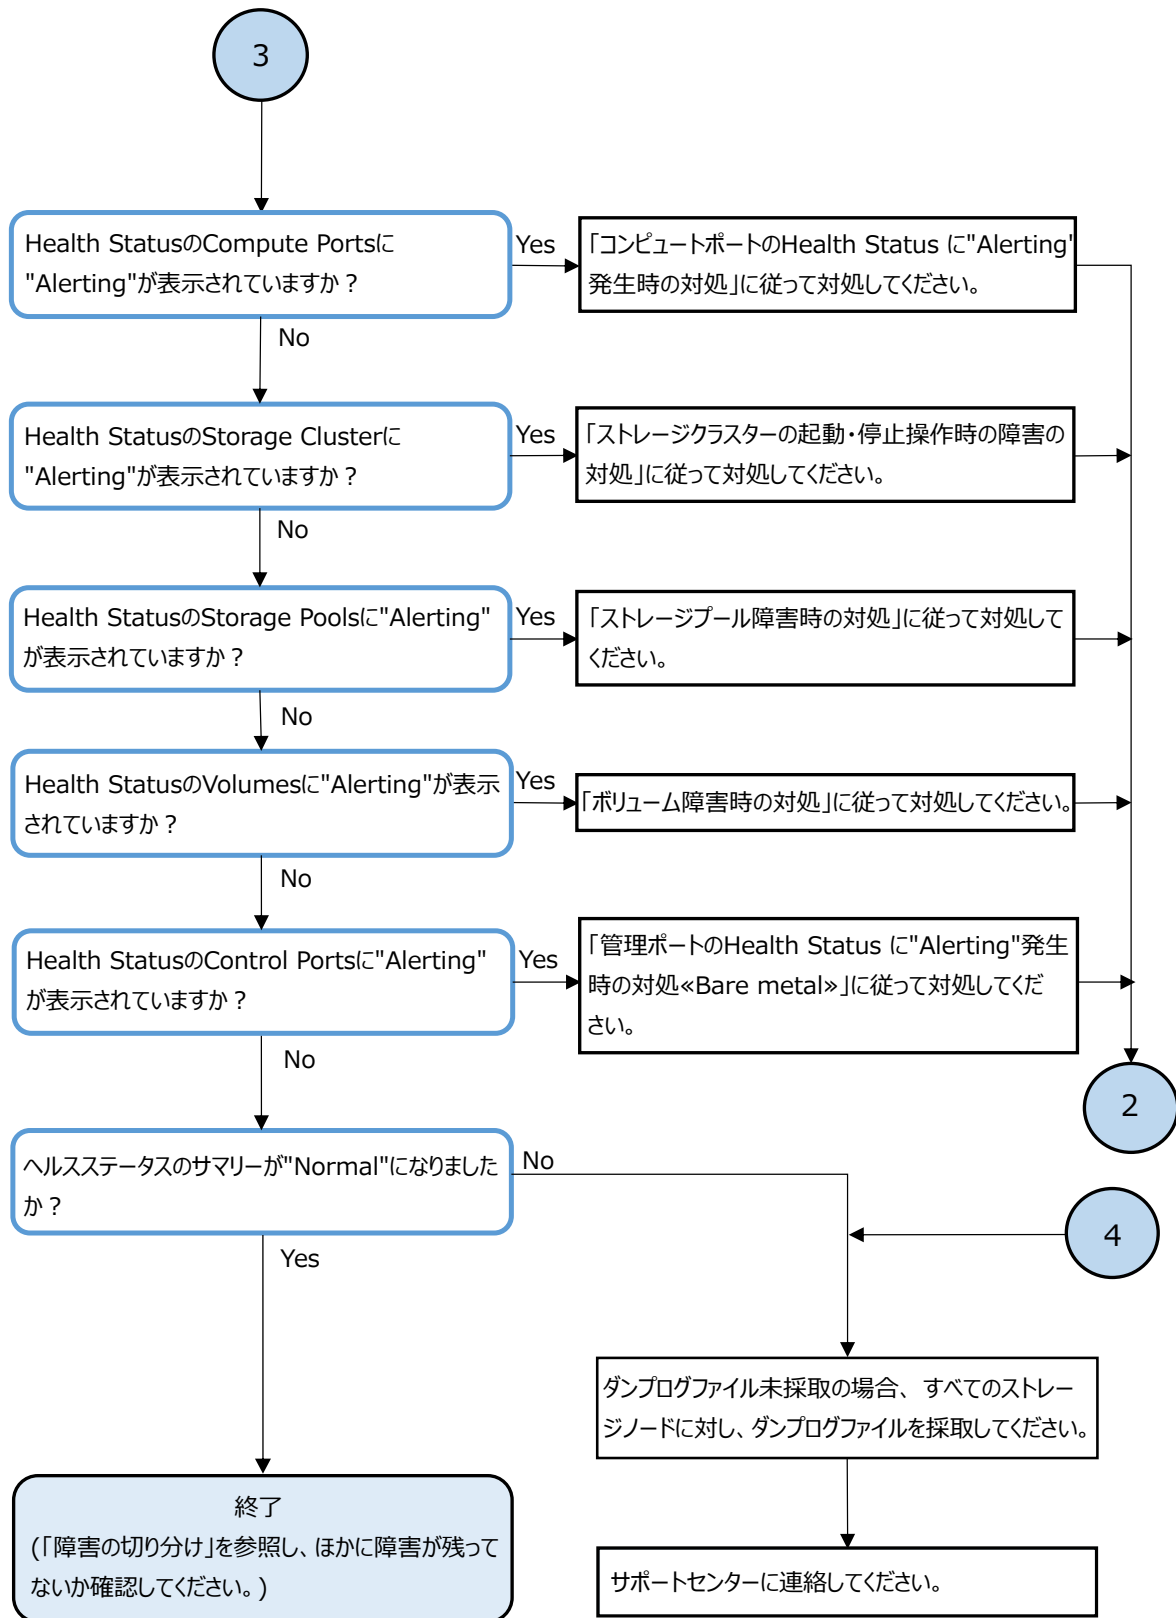 3
Health StatusのCompute Portsに
"Alerting"が表示されていますか？
Yes
「コンピュートポートのHealth Status に"Alerting"
発生時の対処」に従って対処してください。
No
Health StatusのStorage Clusterに
"Alerting"が表示されていますか？
Yes
「ストレージクラスターの起動・停止操作時の障害の
対処」に従って対処してください。
No
Health StatusのStorage Poolsに"Alerting"
が表示されていますか？
Yes
「ストレージプール障害時の対処」に従って対処して
ください。
No
Health StatusのVolumesに"Alerting"が表示
されていますか？
Yes
「ボリューム障害時の対処」に従って対処してください。
No
Health StatusのControl Portsに"Alerting"
が表示されていますか？
Yes
「管理ポートのHealth Status に"Alerting"発生
時の対処«Bare metal»」に従って対処してくだ
さい。
No
2
ヘルスステータスのサマリーが"Normal"になりました
か？
No
4
Yes
ダンプログファイル未採取の場合、すべてのストレー
ジノードに対し、ダンプログファイルを採取してください。
終了
(「障害の切り分け」を参照し、ほかに障害が残って
ないか確認してください。)
サポートセンターに連絡してください。